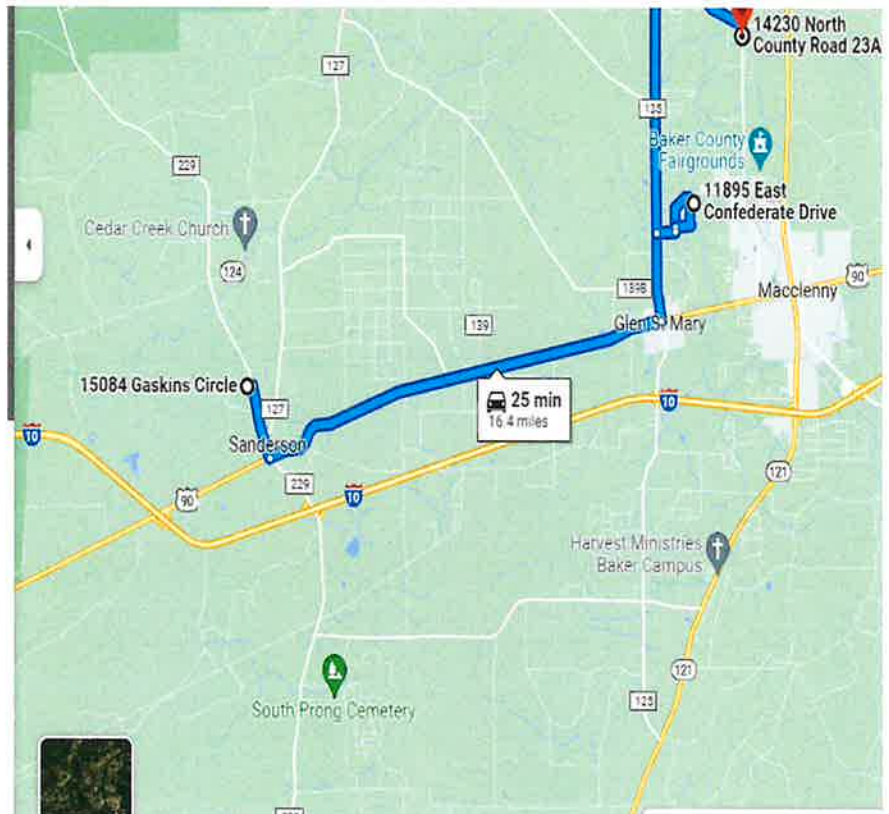 14230 North
County Road 23A
127
125
Baker County
Fairgrounds
229
11895 East
Confederate Drive
Cedar Creek Church
124
90
139B
Macclenny
139
Glen St. Mary
15084 Gaskins Circle
25 min
16.4 miles
127
10
10
Sanderson
121
229
90
10
Harvest Ministries
Baker Campus
121
South Prong Cemetery
125